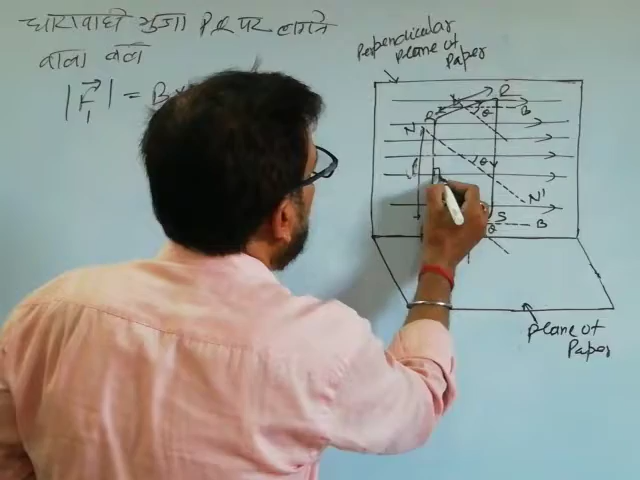 धारावाही भुजा PQ पर लगने
वाला बल
|F₁| = B
Perpendicular
plane of
Paper
R
θ
B
N
θ
N'
S
θ
B
plane of
Paper